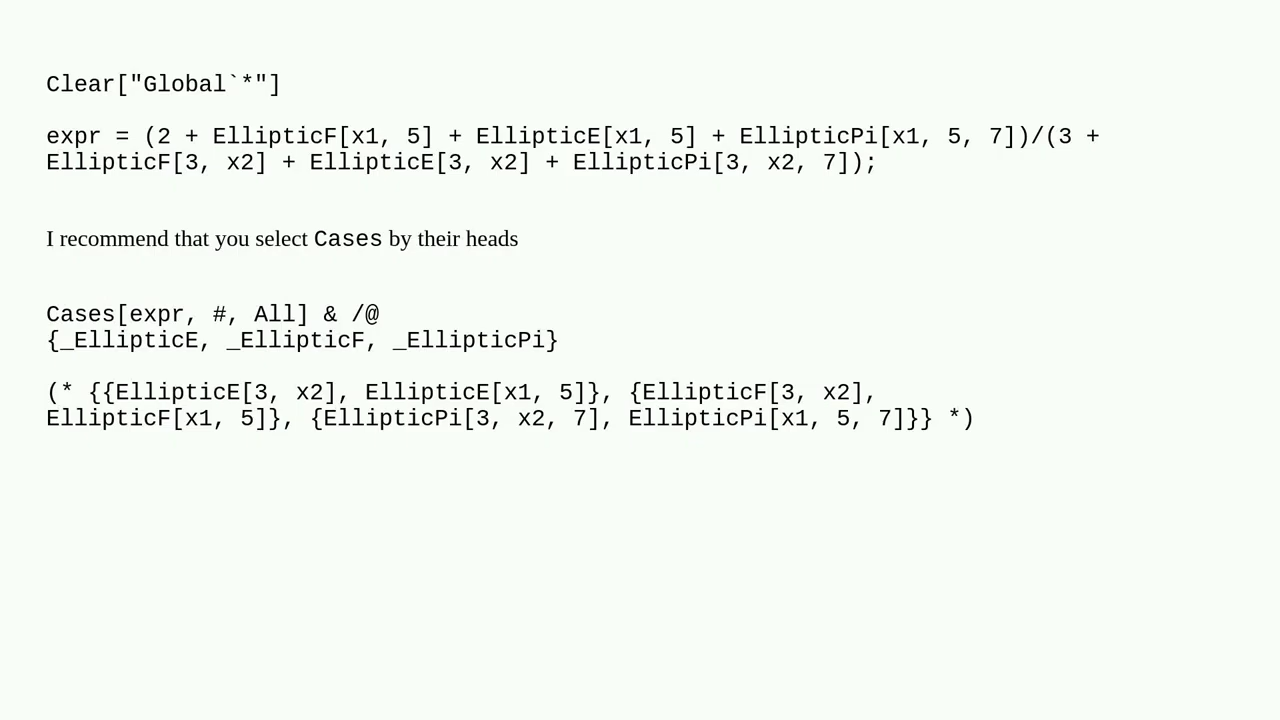 Clear["Global`*"]
expr = (2 + EllipticF[x1, 5] + EllipticE[x1, 5] + EllipticPi[x1, 5, 7])/(3 +
EllipticF[3, x2] + EllipticE[3, x2] + EllipticPi[3, x2, 7]);
I recommend that you select Cases by their heads
Cases[expr, #, All] & /@
{_EllipticE, _EllipticF, _EllipticPi}
(* {{EllipticE[3, x2], EllipticE[x1, 5]}, {EllipticF[3, x2],
EllipticF[x1, 5]}, {EllipticPi[3, x2, 7], EllipticPi[x1, 5, 7]}} *)